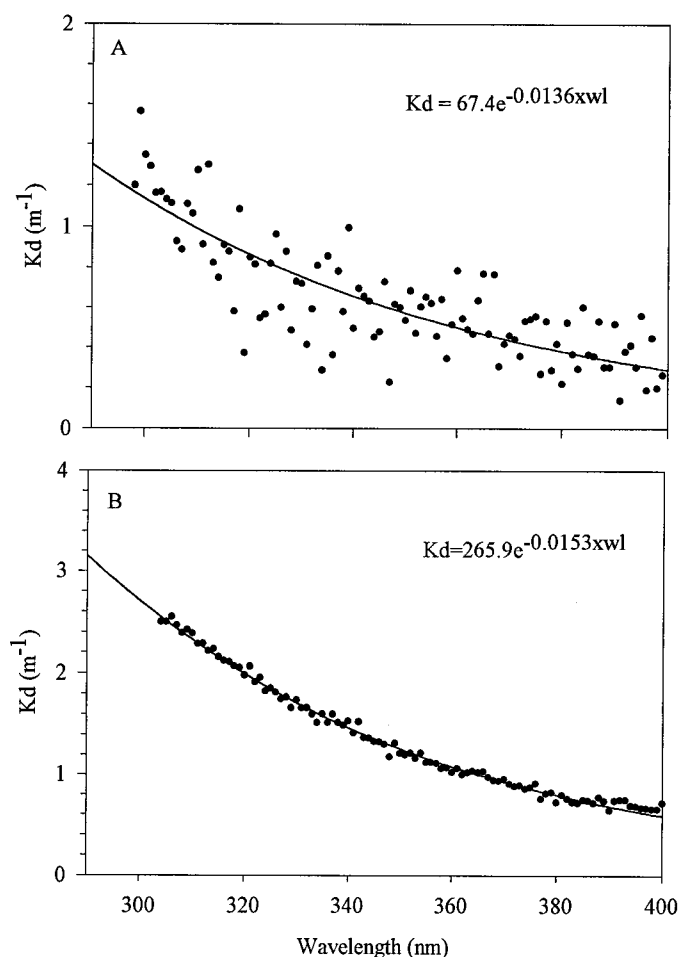 2
A
Kd = 67.4e-0.0136xwl
1
Kd (m-1)
0
4
B
Kd=265.9e-0.0153xwl
3
2
Kd (m-1)
1
0
300 320 340 360 380 400
Wavelength (nm)